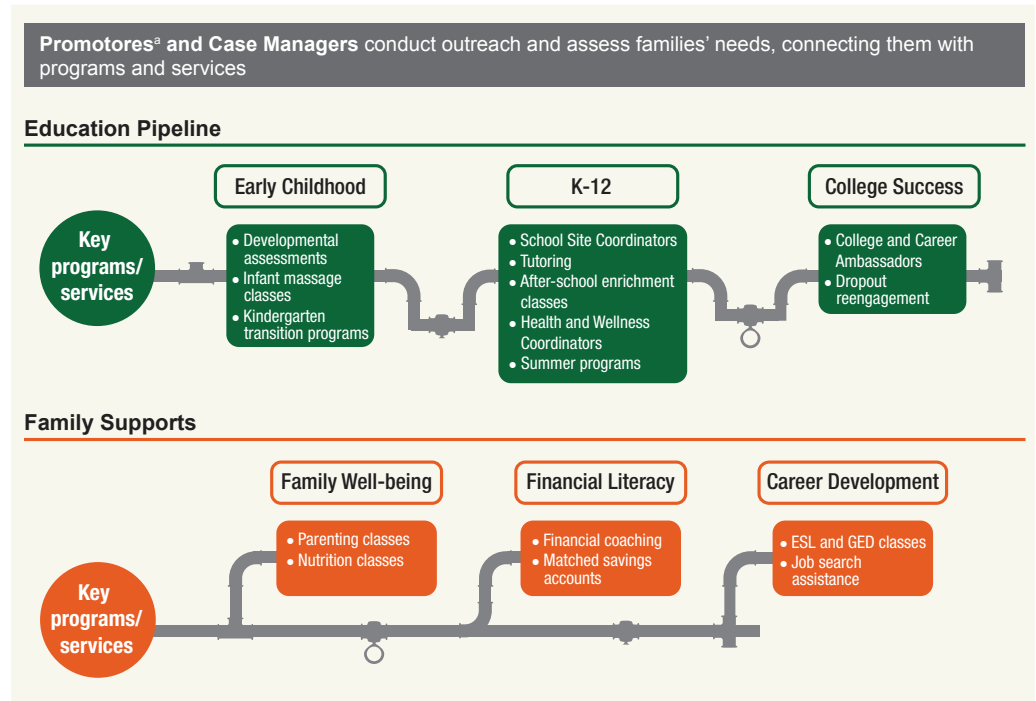 Promotoresᵃ and Case Managers conduct outreach and assess families’ needs, connecting them with
programs and services
Education Pipeline
Early Childhood
K-12
College Success
Key
programs/
services
• Developmental
assessments
• Infant massage
classes
• Kindergarten
transition programs
• School Site Coordinators
• Tutoring
• After-school enrichment
classes
• Health and Wellness
Coordinators
• Summer programs
• College and Career
Ambassadors
• Dropout
reengagement
Family Supports
Family Well-being
Financial Literacy
Career Development
Key
programs/
services
• Parenting classes
• Nutrition classes
• Financial coaching
• Matched savings
accounts
• ESL and GED classes
• Job search
assistance